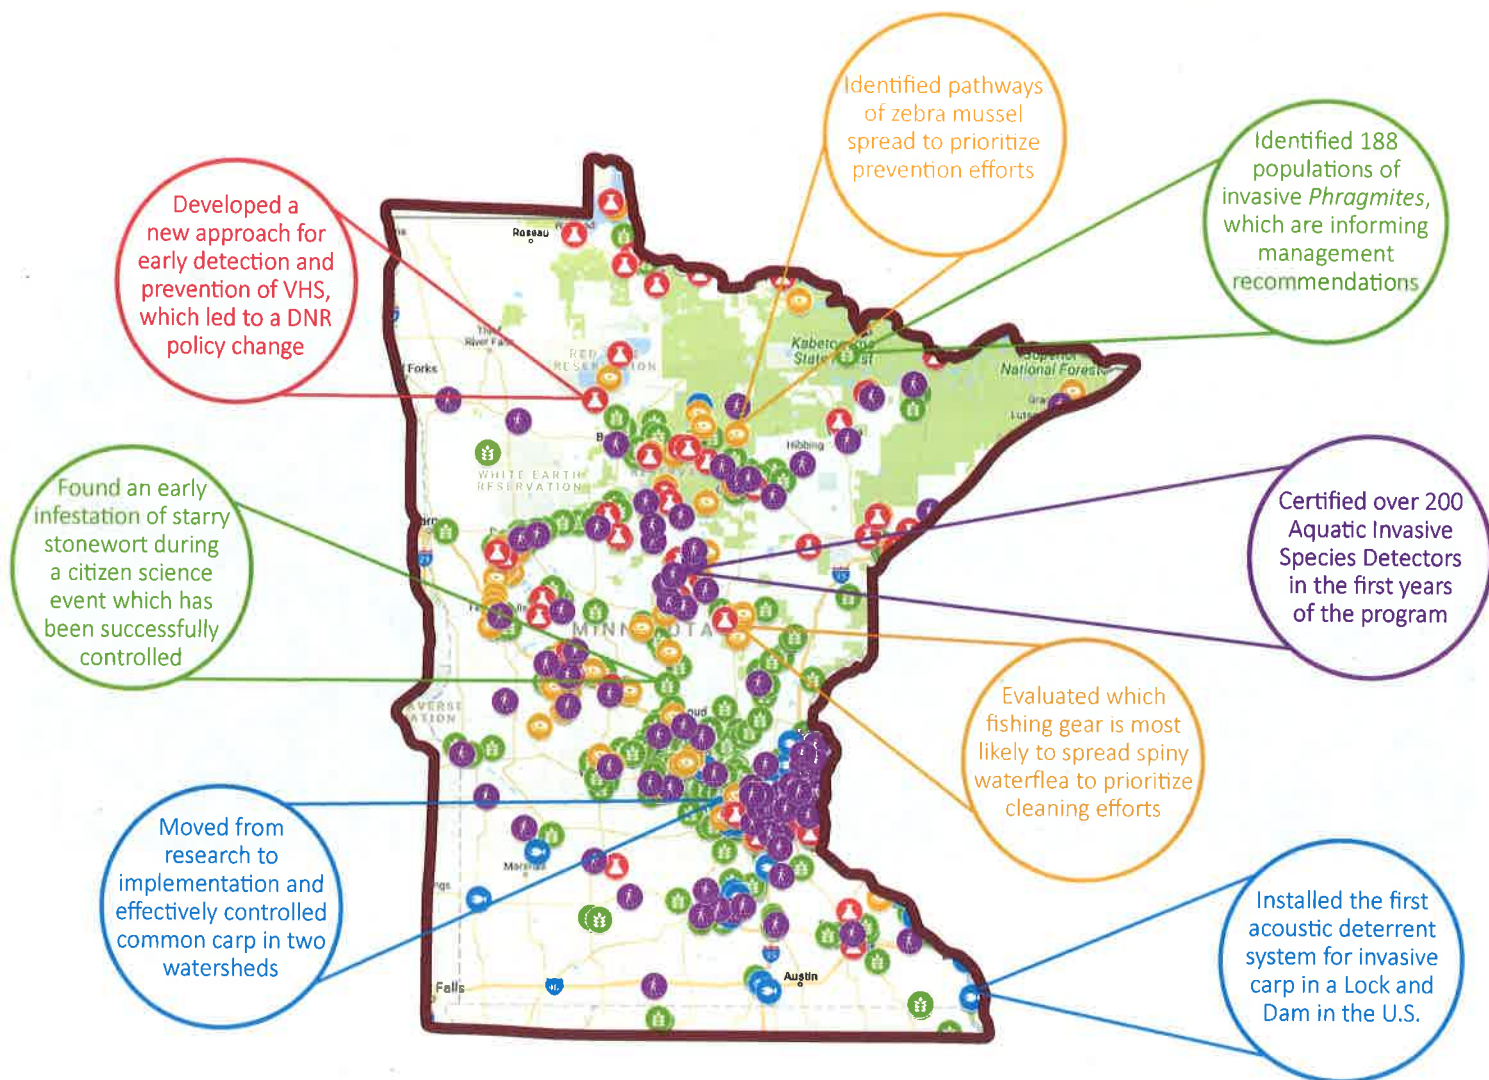 Identified pathways
of zebra mussel
spread to prioritize
prevention efforts
Identified 188
populations of
invasive Phragmites,
which are informing
management
recommendations
Developed a
new approach for
early detection and
prevention of VHS,
which led to a DNR
policy change
Found an early
infestation of starry
stonewort during
a citizen science
event which has
been successfully
controlled
Certified over 200
Aquatic Invasive
Species Detectors
in the first years
of the program
Evaluated which
fishing gear is most
likely to spread spiny
waterflea to prioritize
cleaning efforts
Moved from
research to
implementation and
effectively controlled
common carp in two
watersheds
Installed the first
acoustic deterrent
system for invasive
carp in a Lock and
Dam in the U.S.
Roseau
River Falls
Forks
RESERVATION
Superior
National Forest
Hibbing
WHITE EARTH
RESERVATION
MINNESOTA
Austin
Falls